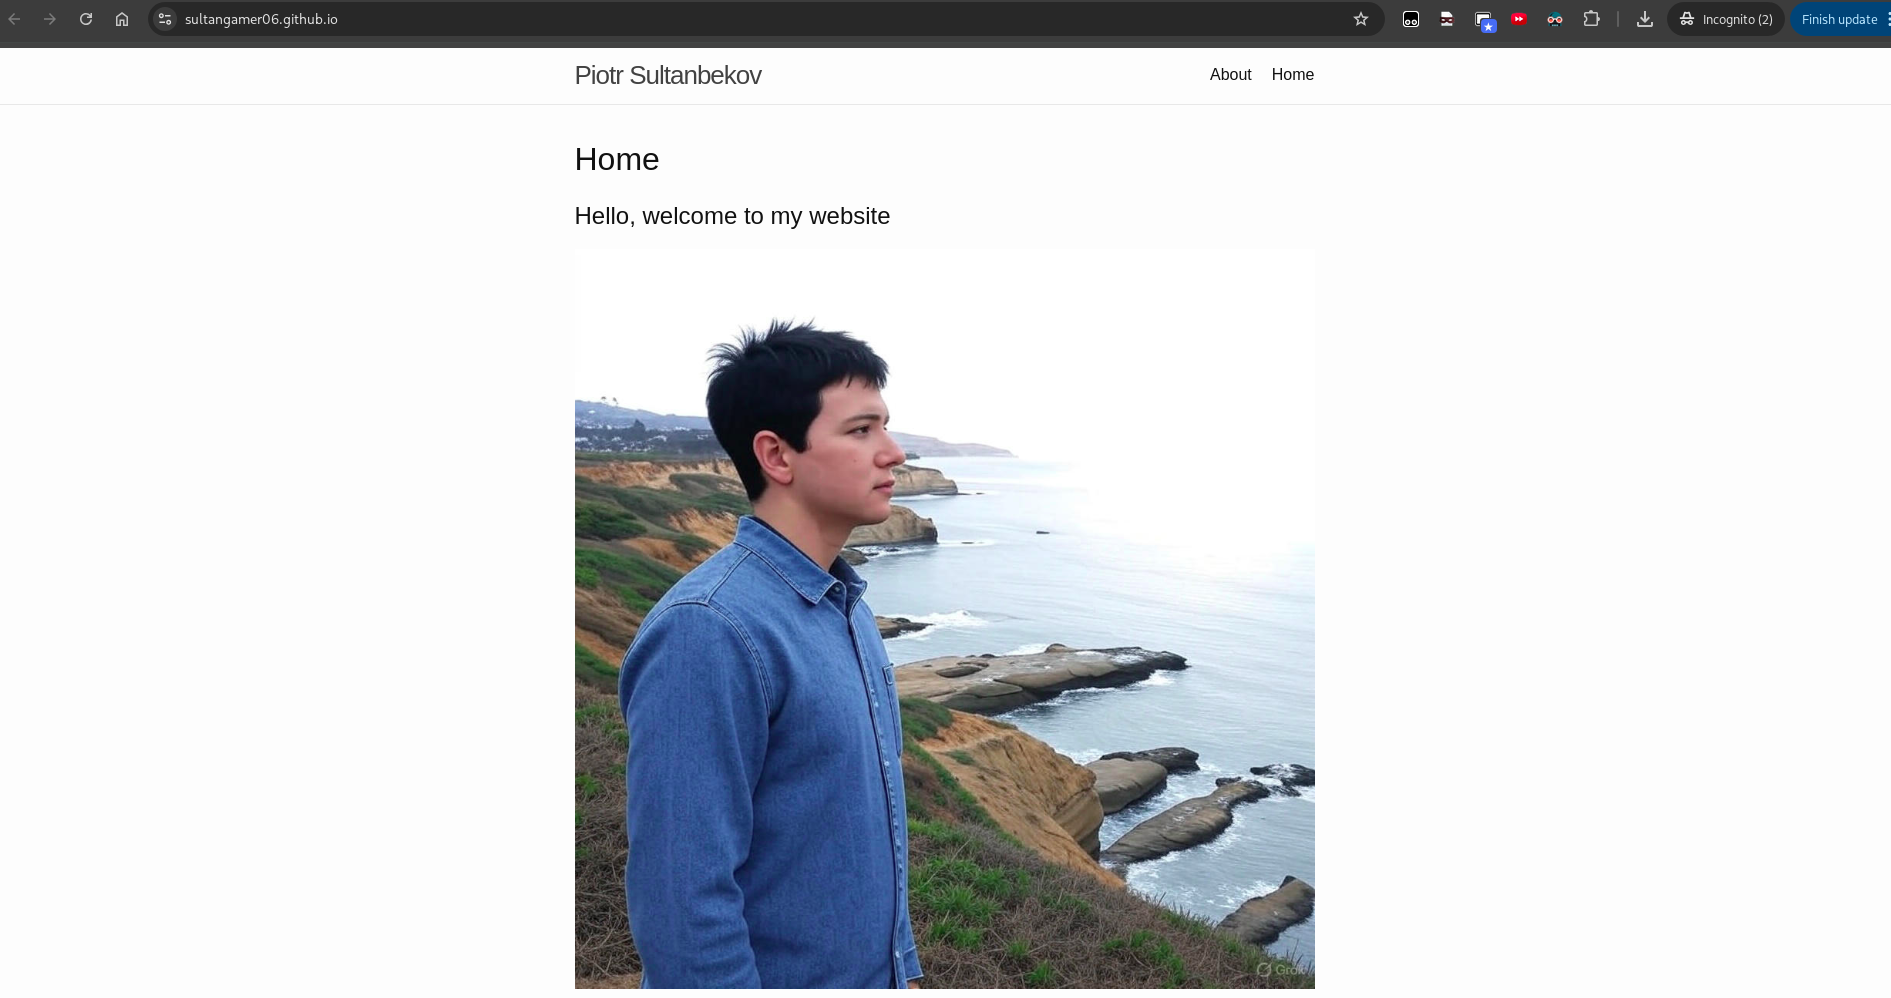 sultangamer06.github.io
Incognito (2)
Finish update
Piotr Sultanbekov
About
Home
Home
Hello, welcome to my website
Grok